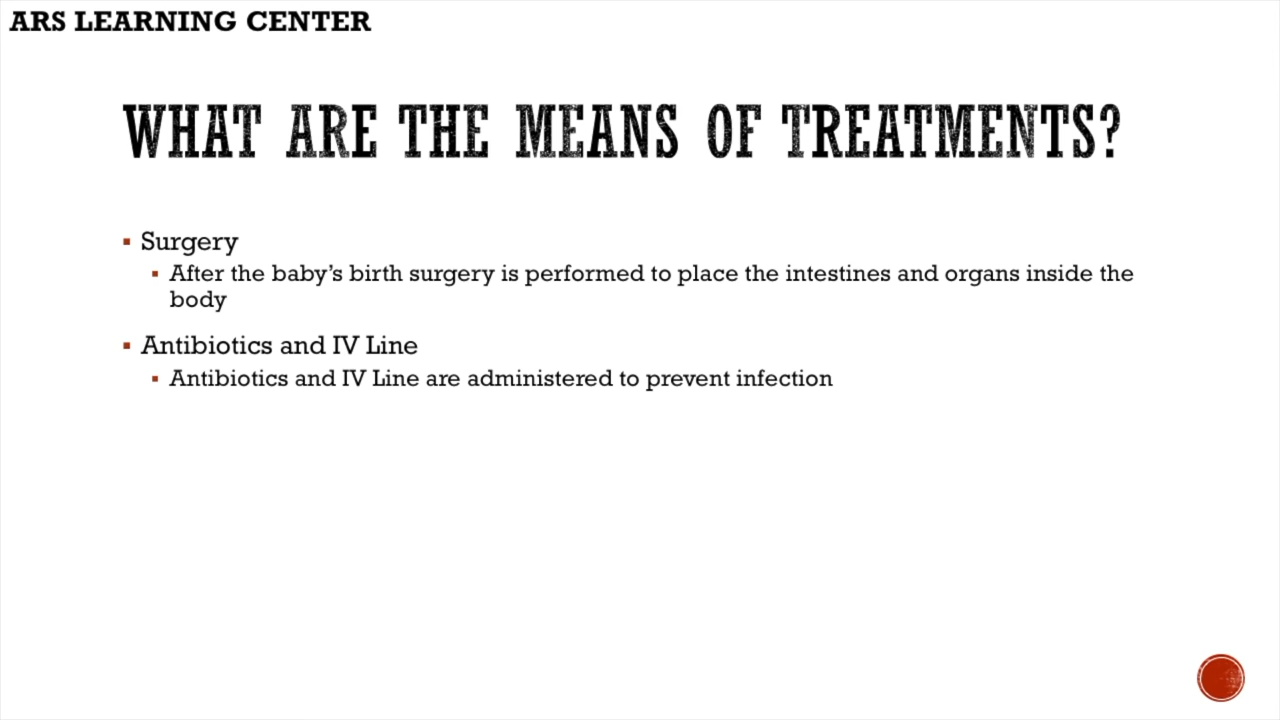 ARS LEARNING CENTER
WHAT ARE THE MEANS OF TREATMENTS?
▪ Surgery
▪ After the baby’s birth surgery is performed to place the intestines and organs inside the
body
▪ Antibiotics and IV Line
▪ Antibiotics and IV Line are administered to prevent infection